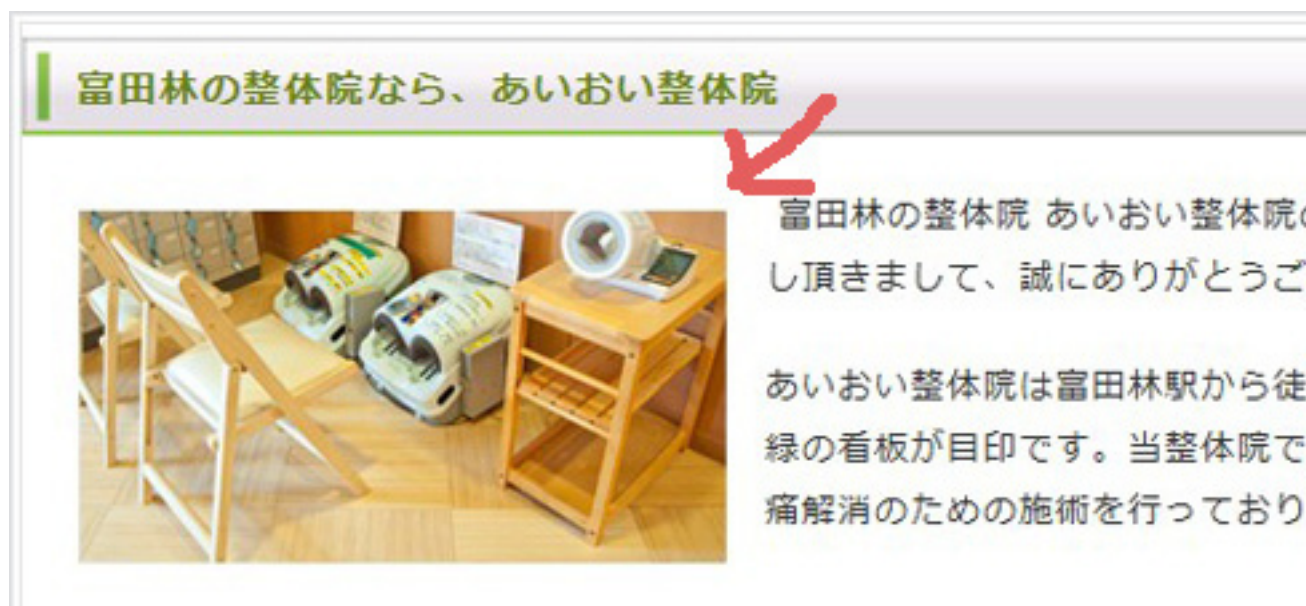 富田林の整体院なら、あいおい整体院
富田林の整体院 あいおい整体院
し頂きまして、誠にありがとうご
あいおい整体院は富田林駅から徒
緑の看板が目印です。当整体院で
痛解消のための施術を行っており